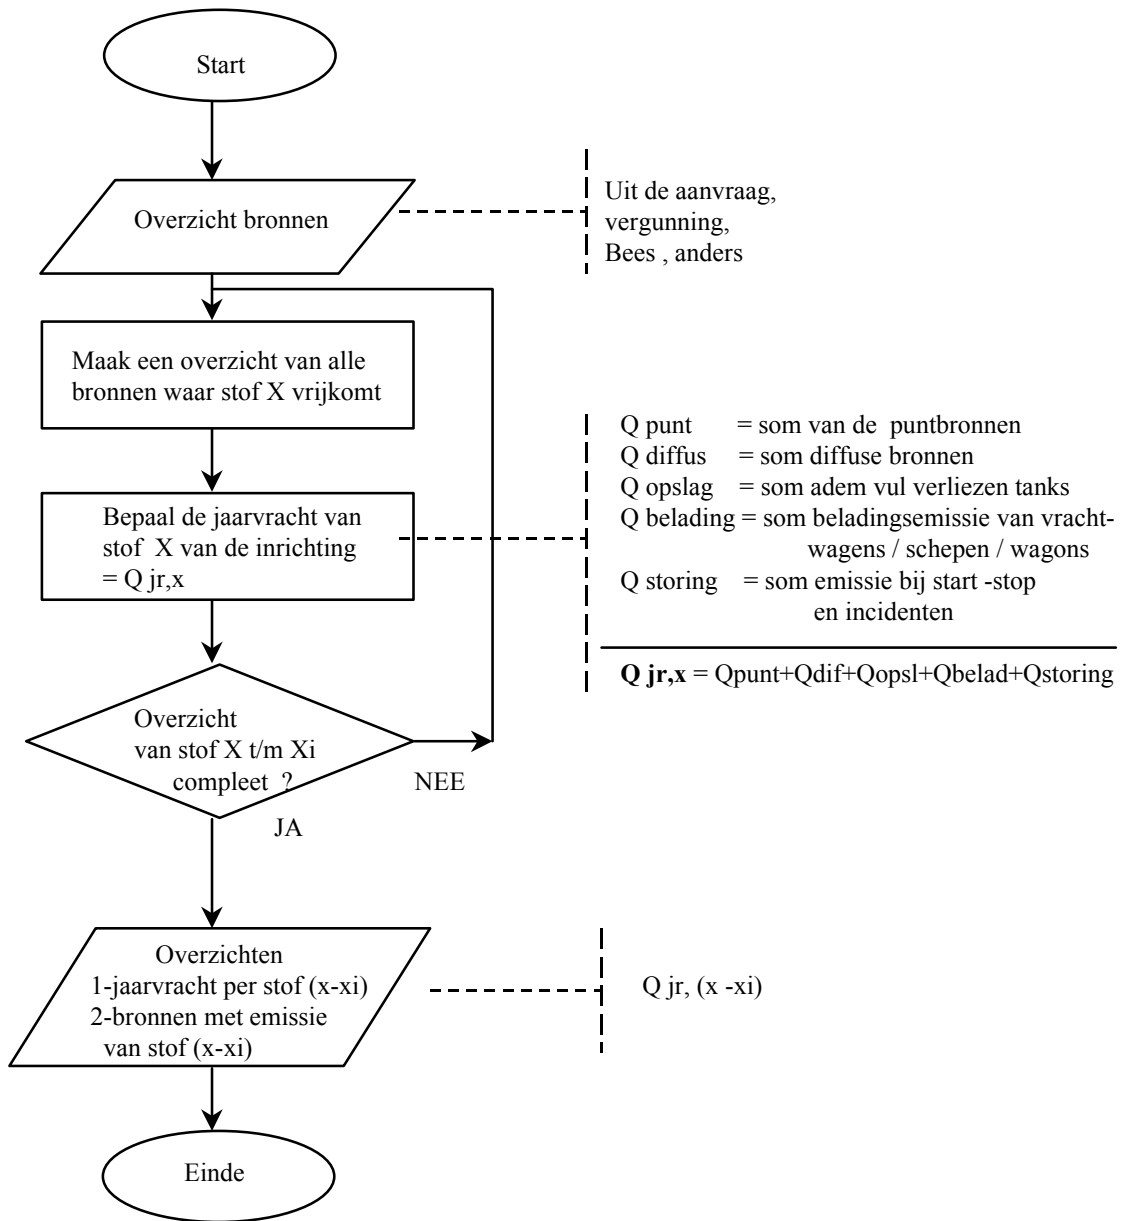 Start
Overzicht bronnen
Uit de aanvraag,
vergunning,
Bees , anders
Maak een overzicht van alle
bronnen waar stof X vrijkomt
Bepaal de jaarvracht van
stof X van de inrichting
= Q jr,x
Q punt = som van de puntbronnen
Q diffus = som diffuse bronnen
Q opslag = som adem vul verliezen tanks
Q belading = som beladingsemissie van vracht-
wagens / schepen / wagons
Q storing = som emissie bij start -stop
en incidenten
Q jr,x = Qpunt+Qdif+Qopsl+Qbelad+Qstoring
Overzicht
van stof X t/m Xi
compleet ?
NEE
JA
Overzichten
1-jaarvracht per stof (x-xi)
2-bronnen met emissie
van stof (x-xi)
Q jr, (x -xi)
Einde